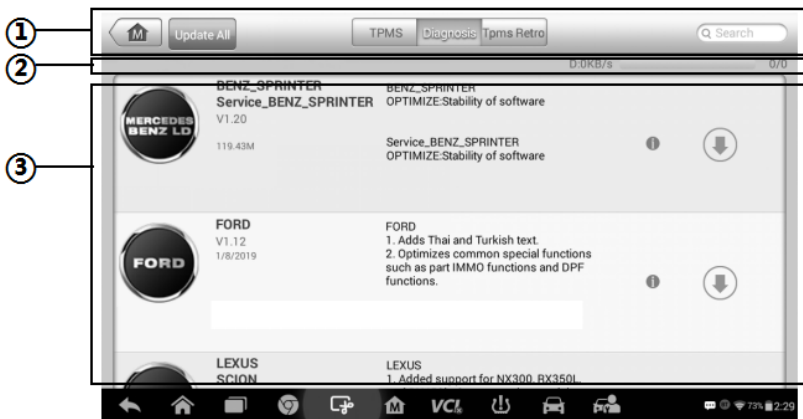 ①
M
Update All
TPMS
Diagnosis
Tpms Retro
Search
②
D:0KB/s
0/0
③
MERCEDES
BENZ LD
BENZ_SPRINTER
Service_BENZ_SPRINTER
V1.20
119.43M
BENZ_SPRINTER
OPTIMIZE:Stability of software
Service_BENZ_SPRINTER
OPTIMIZE:Stability of software
FORD
FORD
V1.12
1/8/2019
FORD
1. Adds Thai and Turkish text.
2. Optimizes common special functions
such as part IMMO functions and DPF
functions.
LEXUS
SCION
LEXUS
1. Added support for NX300, RX350L,
M
VCI
73%
2:29